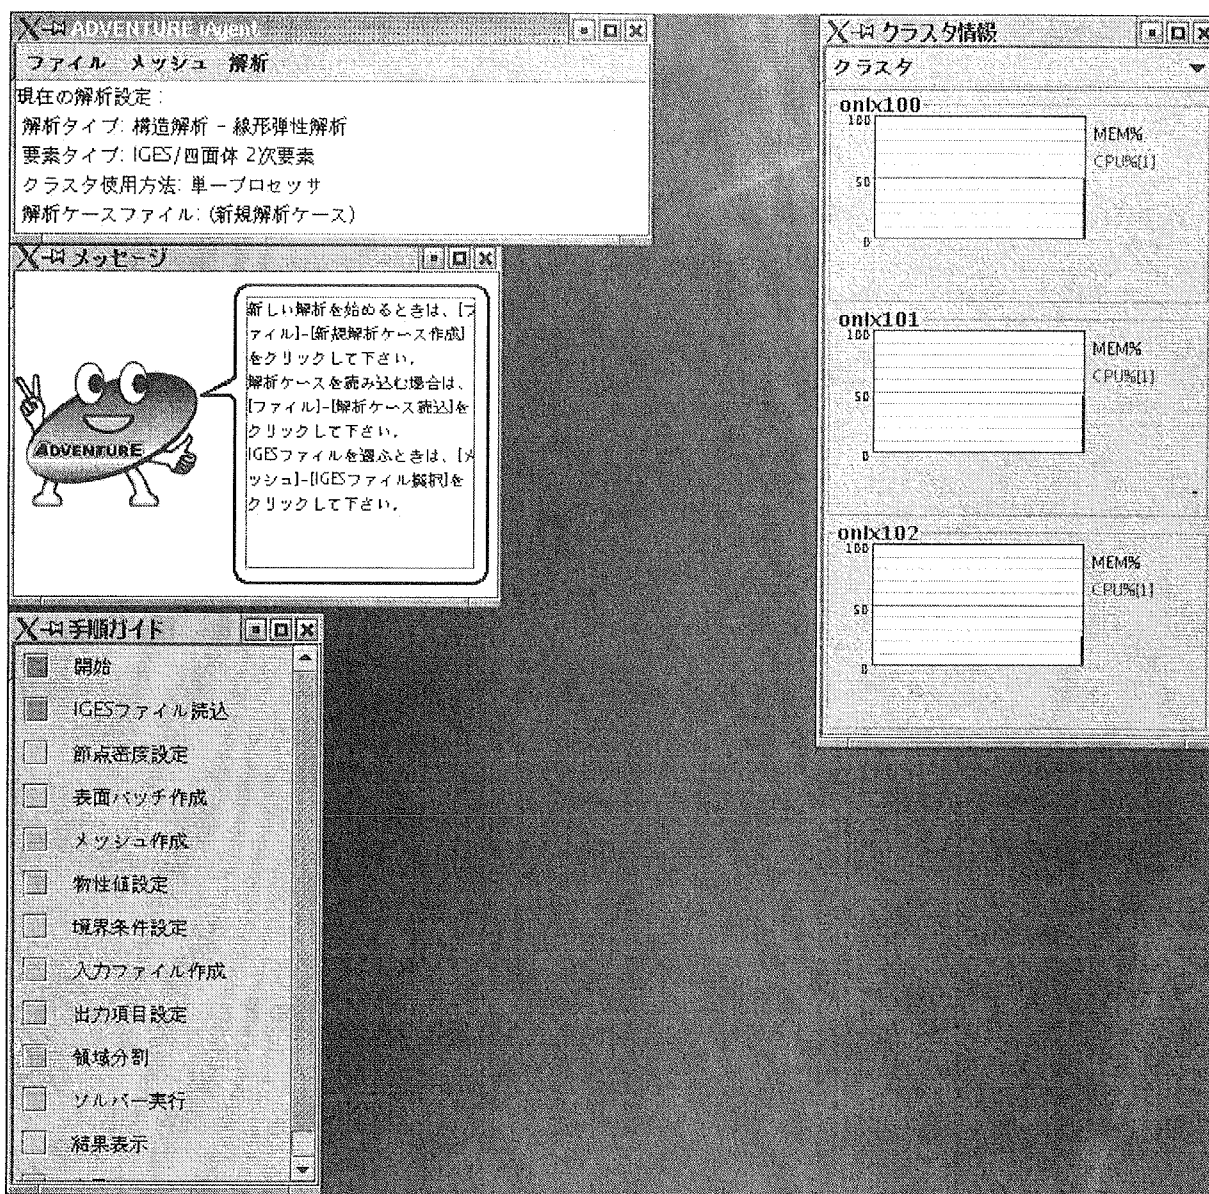 ADVENTURE iAgent
ファイル メッシュ 解析
現在の解析設定 :
解析タイプ: 構造解析 - 線形弾性解析
要素タイプ: IGES/四面体 2次要素
クラスタ使用方法: 単一プロセッサ
解析ケースファイル: (新規解析ケース)
メッセージ
新しい解析を始めるときは、[フ
ァイル]-[新規解析ケース作成]
をクリックして下さい。
解析ケースを読み込む場合は、
[ファイル]-[解析ケース読込]を
クリックして下さい。
IGESファイルを選ぶときは、[メ
ッシュ]-[IGESファイル選択]を
クリックして下さい。
ADVENTURE
手順ガイド
開始
IGESファイル読込
節点密度設定
表面パッチ作成
メッシュ作成
物性値設定
境界条件設定
入力ファイル作成
出力項目設定
領域分割
ソルバー実行
結果表示
クラスタ情報
クラスタ
onlx100
100
50
0
MEM%
CPU%[1]
onlx101
100
50
0
MEM%
CPU%[1]
onlx102
100
50
0
MEM%
CPU%[1]